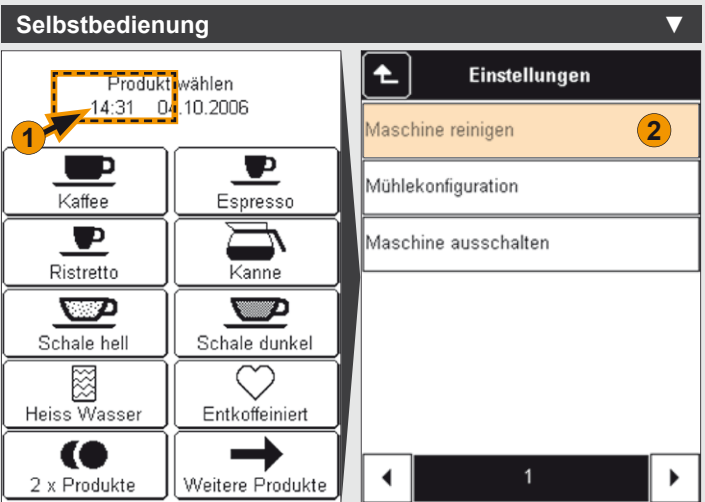 Selbstbedienung
Produkt wählen
14:31 04.10.2006
1
Kaffee
Espresso
Ristretto
Kanne
Schale hell
Schale dunkel
Heiss Wasser
Entkoffeiniert
2 x Produkte
Weitere Produkte
Einstellungen
Maschine reinigen
2
Mühlekonfiguration
Maschine ausschalten
1